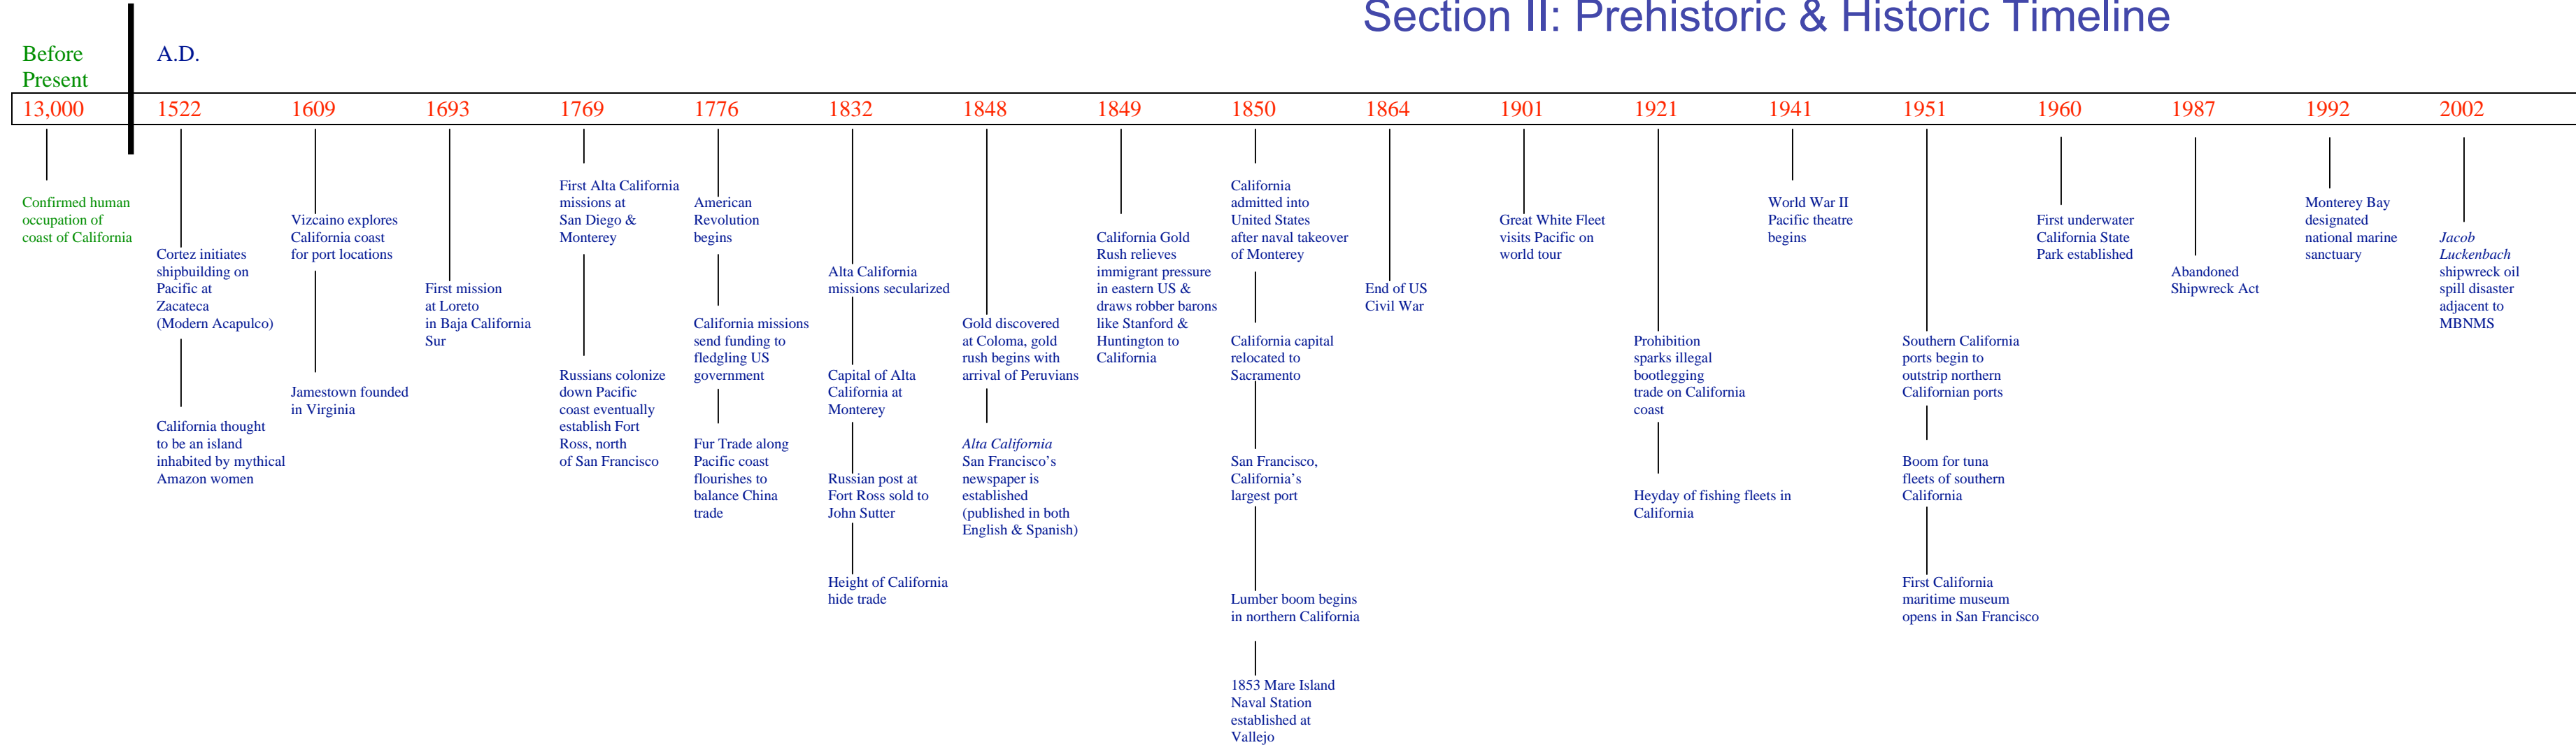 Section II: Prehistoric & Historic Timeline
Before
Present
A.D.
13,000
1522
1609
1693
1769
1776
1832
1848
1849
1850
1864
1901
1921
1941
1951
1960
1987
1992
2002
Confirmed human
occupation of
coast of California
Cortez initiates
shipbuilding on
Pacific at
Zacateca
(Modern Acapulco)
California thought
to be an island
inhabited by mythical
Amazon women
Vizcaino explores
California coast
for port locations
Jamestown founded
in Virginia
First mission
at Loreto
in Baja California
Sur
First Alta California
missions at
San Diego &
Monterey
Russians colonize
down Pacific
coast eventually
establish Fort
Ross, north
of San Francisco
American
Revolution
begins
California missions
send funding to
fledgling US
government
Fur Trade along
Pacific coast
flourishes to
balance China
trade
Alta California
missions secularized
Capital of Alta
California at
Monterey
Russian post at
Fort Ross sold to
John Sutter
Height of California
hide trade
Gold discovered
at Coloma, gold
rush begins with
arrival of Peruvians
Alta California
San Francisco's
newspaper is
established
(published in both
English & Spanish)
California Gold
Rush relieves
immigrant pressure
in eastern US &
draws robber barons
like Stanford &
Huntington to
California
California
admitted into
United States
after naval takeover
of Monterey
California capital
relocated to
Sacramento
San Francisco,
California's
largest port
Lumber boom begins
in northern California
1853 Mare Island
Naval Station
established at
Vallejo
End of US
Civil War
Great White Fleet
visits Pacific on
world tour
Prohibition
sparks illegal
bootlegging
trade on California
coast
Heyday of fishing fleets in
California
World War II
Pacific theatre
begins
Southern California
ports begin to
outstrip northern
Californian ports
Boom for tuna
fleets of southern
California
First California
maritime museum
opens in San Francisco
First underwater
California State
Park established
Abandoned
Shipwreck Act
Monterey Bay
designated
national marine
sanctuary
Jacob
Luckenbach
shipwreck oil
spill disaster
adjacent to
MBNMS